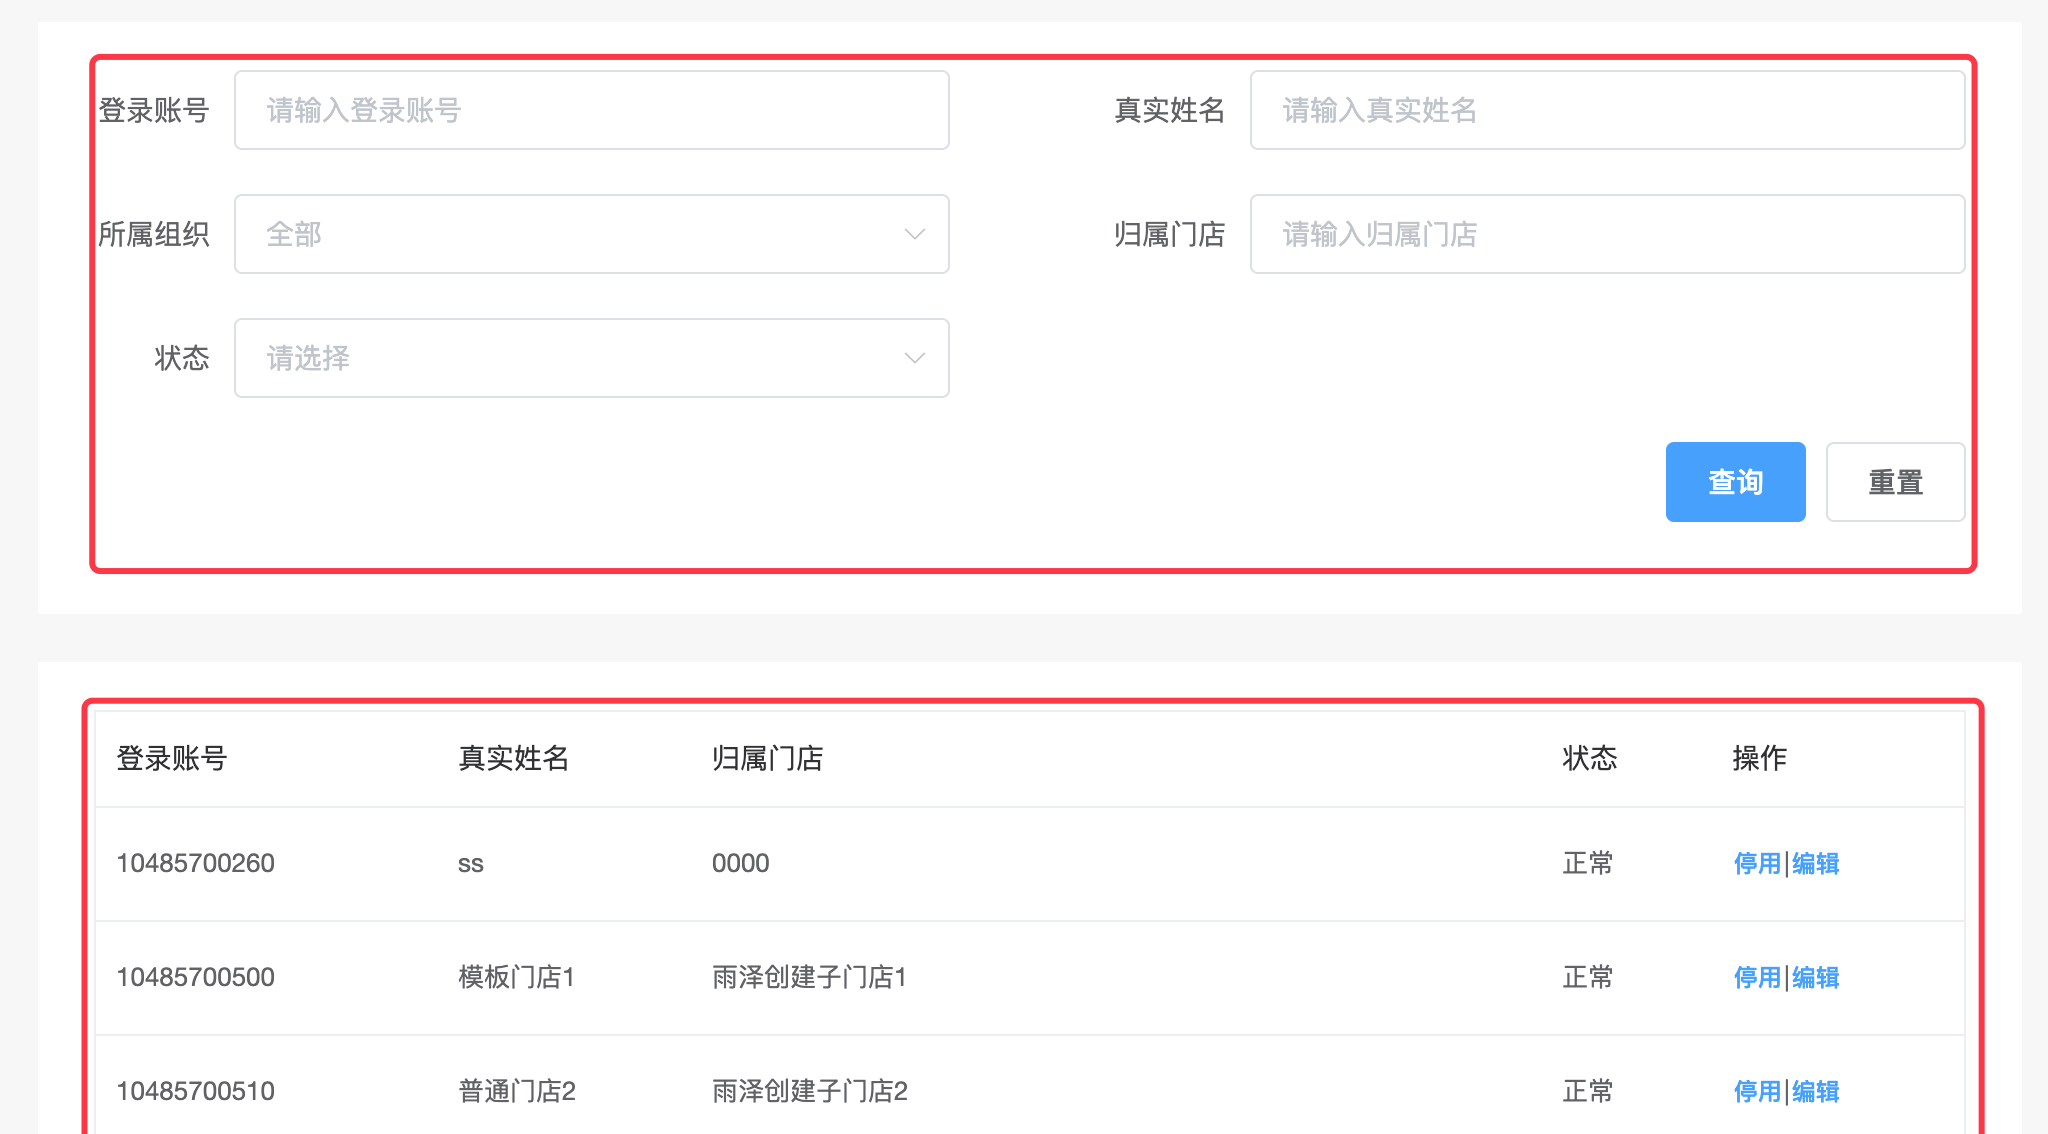 登录账号 请输入登录账号 真实姓名 请输入真实姓名
所属组织 全部 归属门店 请输入归属门店
状态 请选择
查询 重置
登录账号 真实姓名 归属门店 状态 操作
10485700260 ss 0000 正常 停用|编辑
10485700500 模板门店1 雨泽创建子门店1 正常 停用|编辑
10485700510 普通门店2 雨泽创建子门店2 正常 停用|编辑